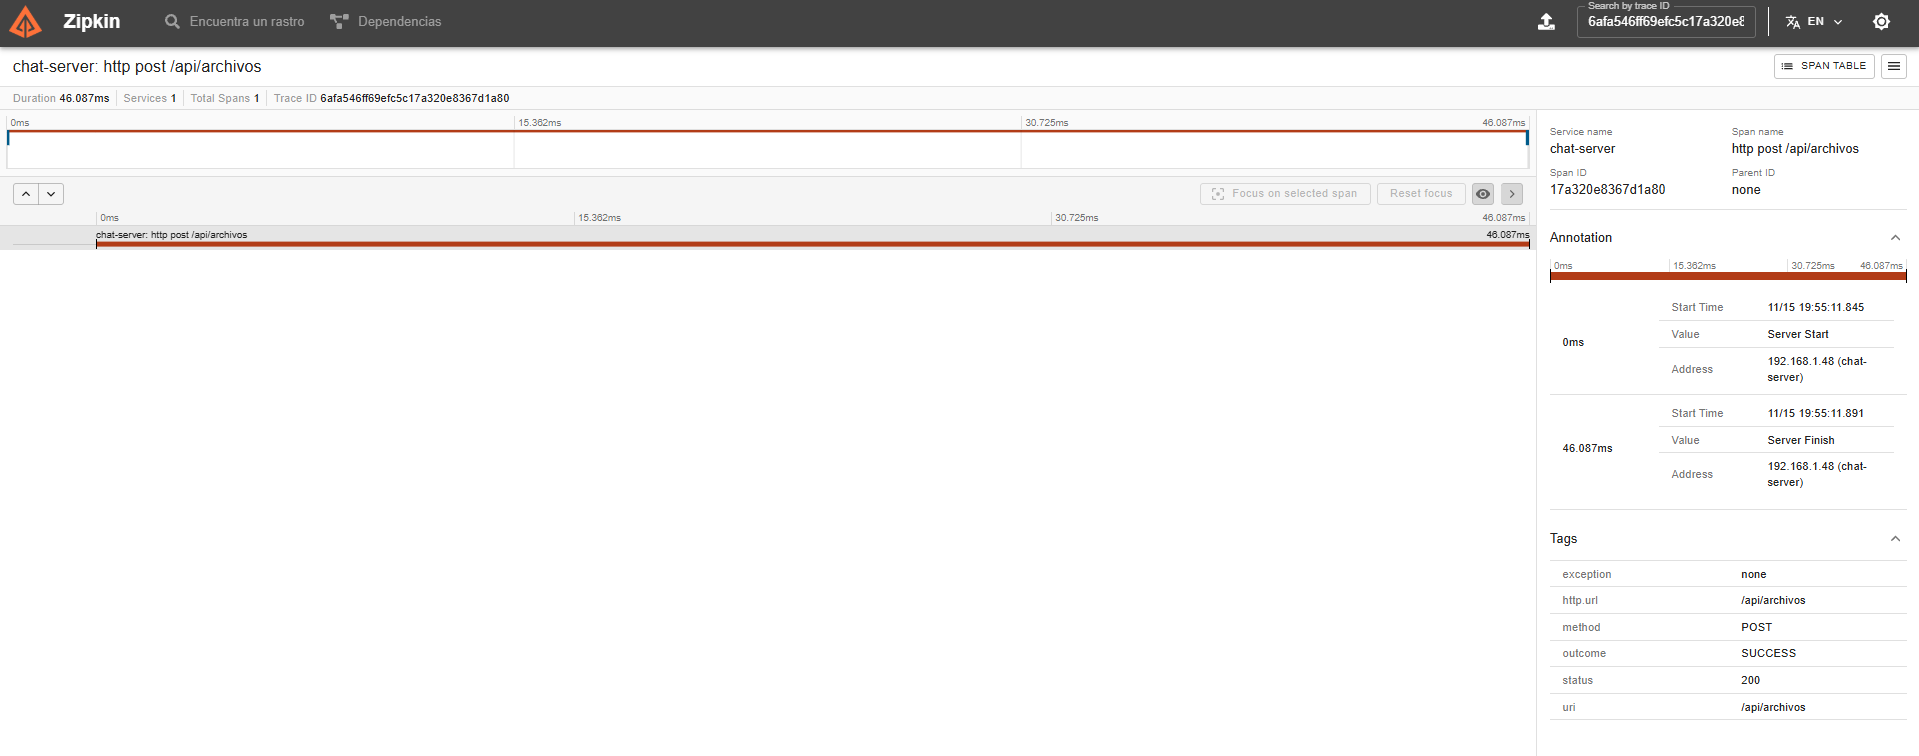 Zipkin
Encuentra un rastro
Dependencias
Search by trace ID
6afa546ff69efc5c17a320e8
EN
chat-server: http post /api/archivos
SPAN TABLE
Duration 46.087ms Services 1 Total Spans 1 Trace ID 6afa546ff69efc5c17a320e8367d1a80
0ms 15.362ms 30.725ms 46.087ms
Focus on selected span Reset focus
0ms 15.362ms 30.725ms 46.087ms
chat-server: http post /api/archivos 46.087ms
Service name Span name
chat-server http post /api/archivos
Span ID Parent ID
17a320e8367d1a80 none
Annotation
0ms 15.362ms 30.725ms 46.087ms
0ms
Start Time 11/15 19:55:11.845
Value Server Start
Address 192.168.1.48 (chat-
server)
46.087ms
Start Time 11/15 19:55:11.891
Value Server Finish
Address 192.168.1.48 (chat-
server)
Tags
exception none
http.url /api/archivos
method POST
outcome SUCCESS
status 200
uri /api/archivos